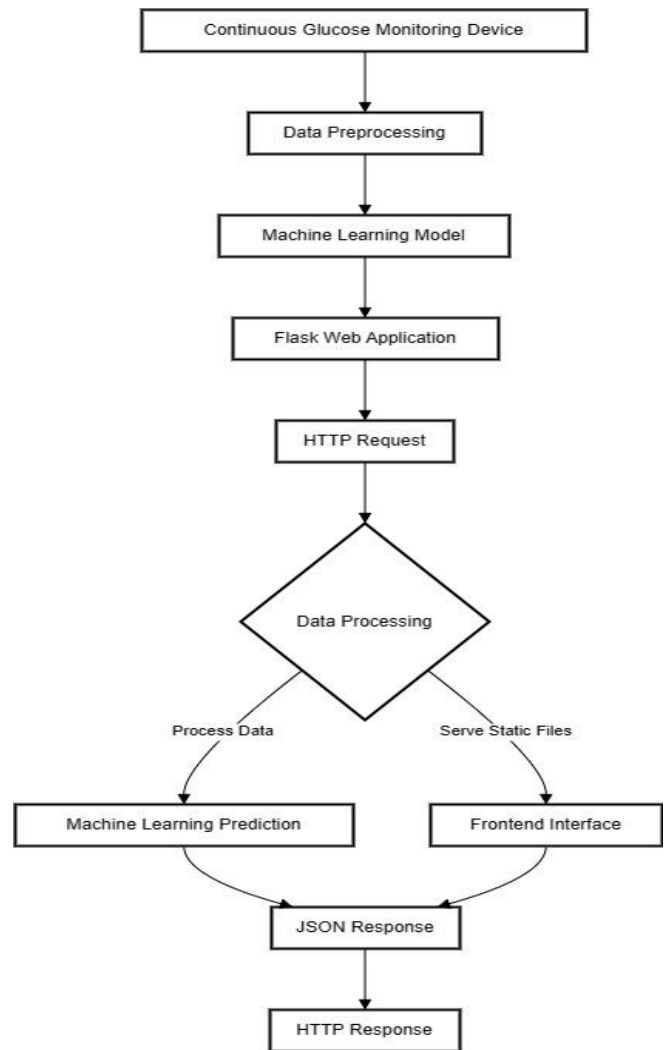 Continuous Glucose Monitoring Device
Data Preprocessing
Machine Learning Model
Flask Web Application
HTTP Request
Data Processing
Process Data
Serve Static Files
Machine Learning Prediction
Frontend Interface
JSON Response
HTTP Response